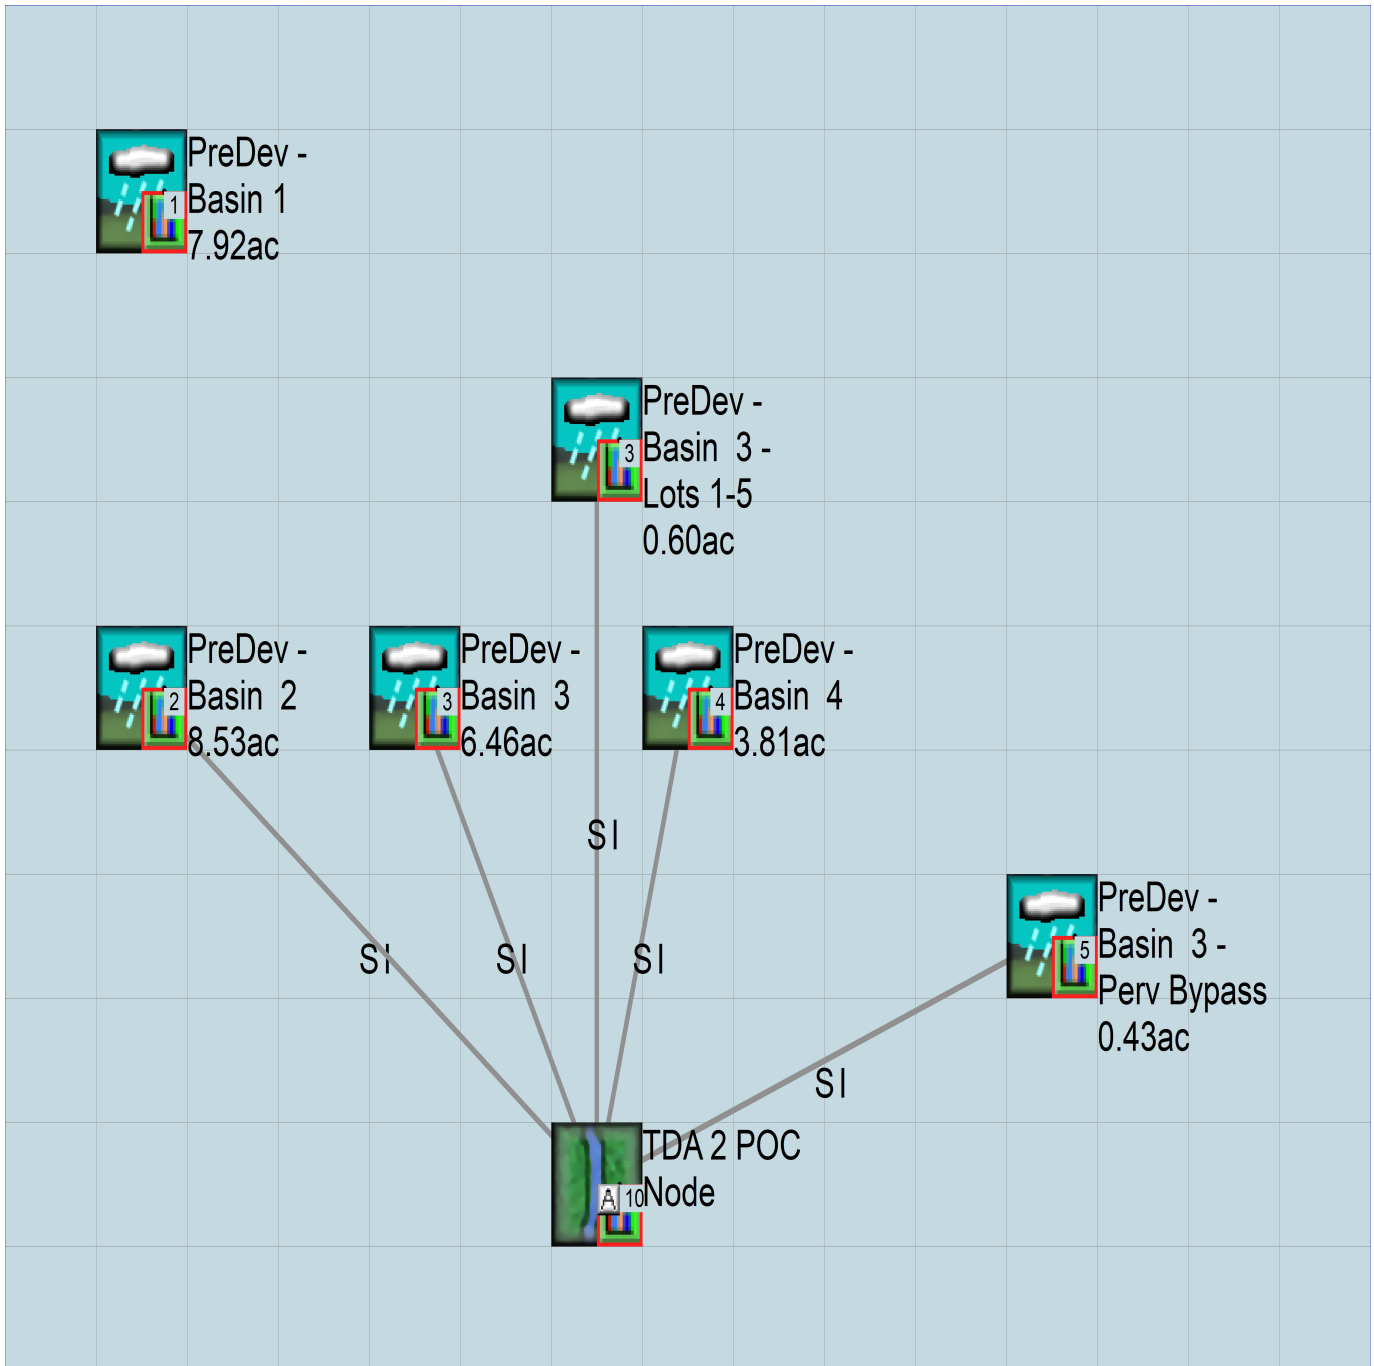 PreDev -
Basin 1
7.92ac
1
PreDev -
Basin  3 -
Lots 1-5
0.60ac
3
PreDev -
Basin  2
8.53ac
2
PreDev -
Basin  3
6.46ac
3
PreDev -
Basin  4
3.81ac
4
SI
PreDev -
Basin  3 -
Perv Bypass
0.43ac
5
SI
SI
SI
SI
TDA 2 POC
Node
A
10